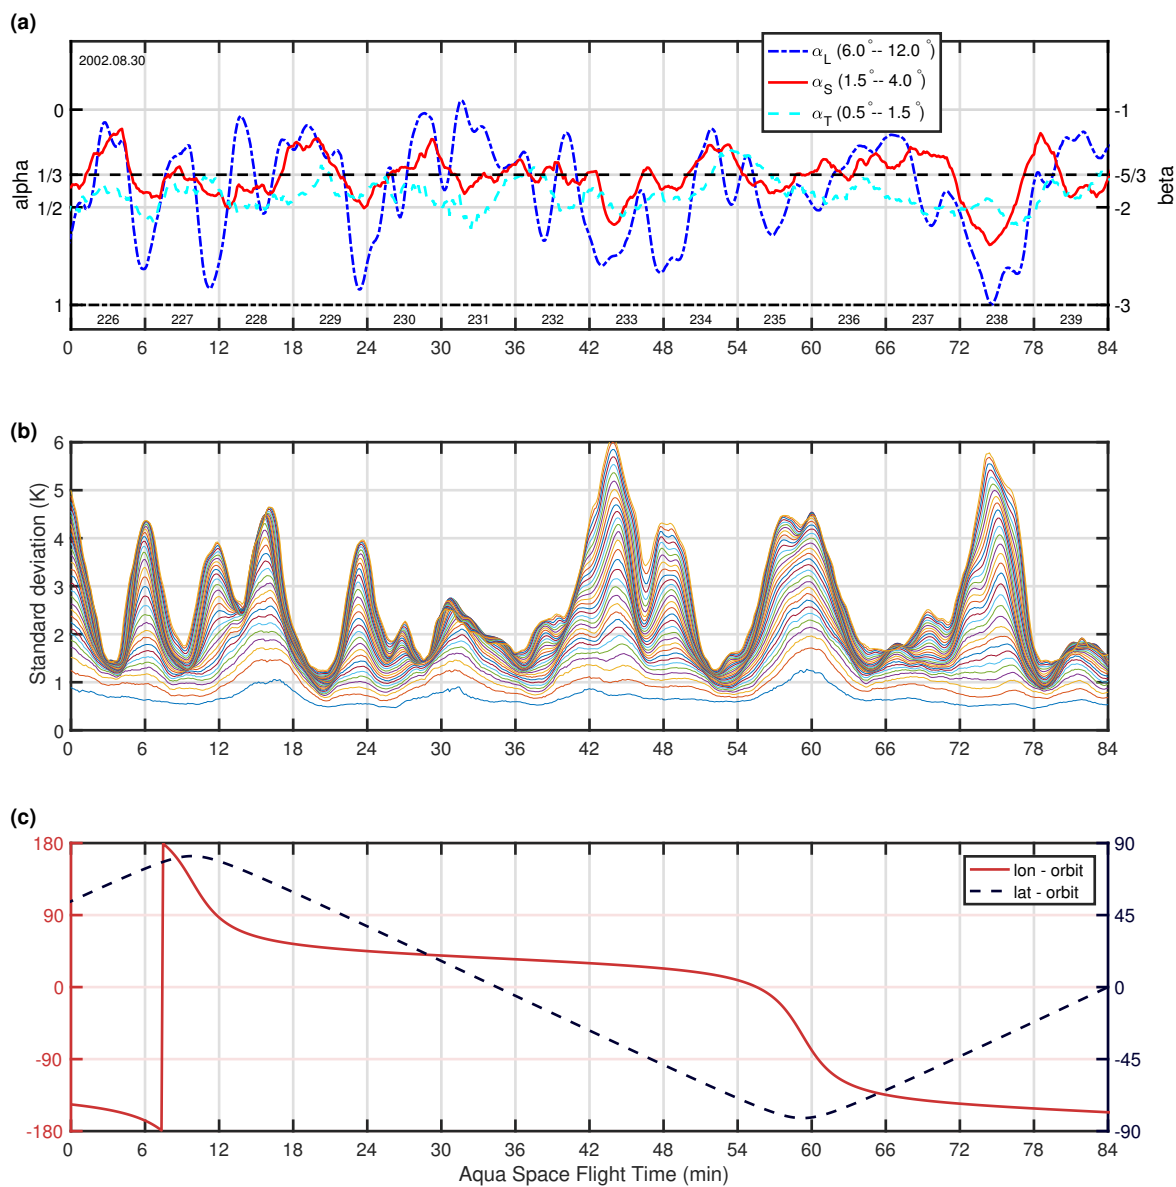 (a)
2002.08.30
α_L (6.0°-- 12.0°)
α_S (1.5°-- 4.0°)
α_T (0.5°-- 1.5°)
0
1/3
1/2
1
alpha
-1
-5/3
-2
-3
beta
226 227 228 229 230 231 232 233 234 235 236 237 238 239
0 6 12 18 24 30 36 42 48 54 60 66 72 78 84
(b)
6
5
4
3
2
1
0
Standard deviation (K)
0 6 12 18 24 30 36 42 48 54 60 66 72 78 84
(c)
180
90
0
-90
-180
lon - orbit
lat - orbit
90
45
0
-45
-90
0 6 12 18 24 30 36 42 48 54 60 66 72 78 84
Aqua Space Flight Time (min)